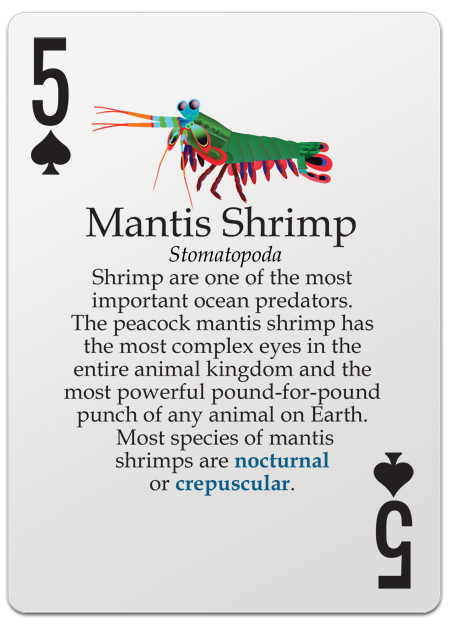 5
Mantis Shrimp
Stomatopoda
Shrimp are one of the most
important ocean predators.
The peacock mantis shrimp has
the most complex eyes in the
entire animal kingdom and the
most powerful pound-for-pound
punch of any animal on Earth.
Most species of mantis
shrimps are nocturnal
or crepuscular.
5